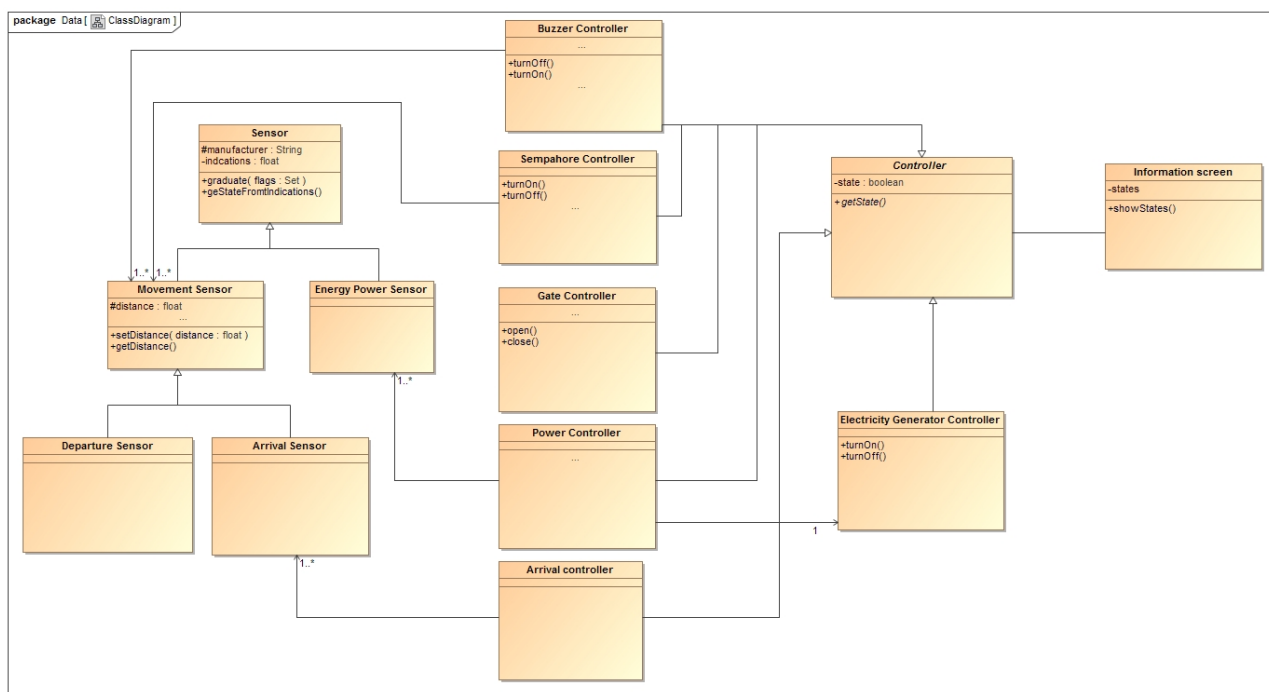 package Data [ ClassDiagram ]
Buzzer Controller
...
+turnOff()
+turnOn()
...
Sensor
#manufacturer : String
-indcations : float
+graduate( flags : Set )
+geStateFromtIndications()
Sempahore Controller
+turnOn()
+turnOff()
...
Controller
-state : boolean
+getState()
Information screen
-states
+showStates()
1..*
1..*
Movement Sensor
#distance : float
...
+setDistance( distance : float )
+getDistance()
Energy Power Sensor
1..*
Gate Controller
...
+open()
+close()
Departure Sensor
Arrival Sensor
1..*
Power Controller
...
Electricity Generator Controller
+turnOn()
+turnOff()
1
Arrival controller